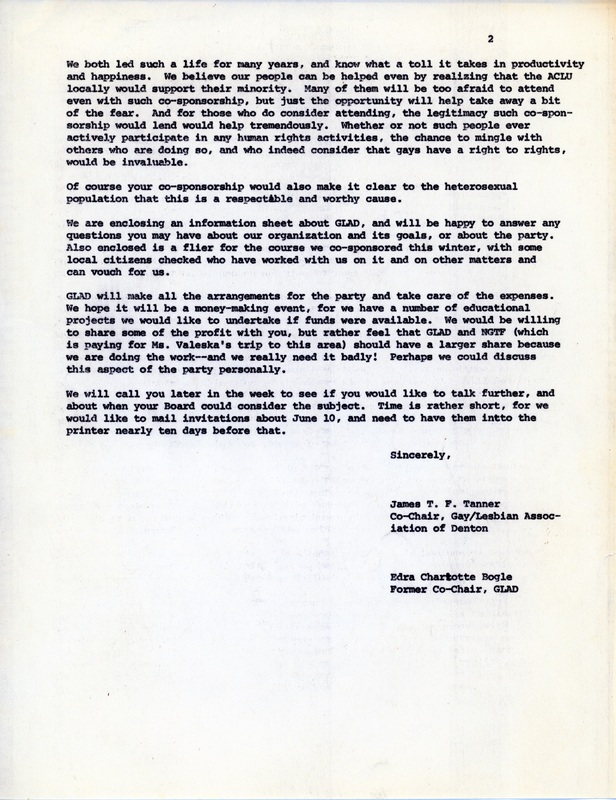 2
We both led such a life for many years, and know what a toll it takes in productivity
and happiness. We believe our people can be helped even by realizing that the ACLU
locally would support their minority. Many of them will be too afraid to attend
even with such co-sponsorship, but just the opportunity will help take away a bit
of the fear. And for those who do consider attending, the legitimacy such co-spon-
sorship would lend would help tremendously. Whether or not such people ever
actively participate in any human rights activities, the chance to mingle with
others who are doing so, and who indeed consider that gays have a right to rights,
would be invaluable.
Of course your co-sponsorship would also make it clear to the heterosexual
population that this is a respectable and worthy cause.
We are enclosing an information sheet about GLAD, and will be happy to answer any
questions you may have about our organization and its goals, or about the party.
Also enclosed is a flier for the course we co-sponsored this winter, with some
local citizens checked who have worked with us on it and on other matters and
can vouch for us.
GLAD will make all the arrangements for the party and take care of the expenses.
We hope it will be a money-making event, for we have a number of educational
projects we would like to undertake if funds were available. We would be willing
to share some of the profit with you, but rather feel that GLAD and NGTF (which
is paying for Ms. Valeska's trip to this area) should have a larger share because
we are doing the work--and we really need it badly! Perhaps we could discuss
this aspect of the party personally.
We will call you later in the week to see if you would like to talk further, and
about when your Board could consider the subject. Time is rather short, for we
would like to mail invitations about June 10, and need to have them intto the
printer nearly ten days before that.
Sincerely,
James T. F. Tanner
Co-Chair, Gay/Lesbian Assoc-
iation of Denton
Edra Charlotte Bogle
Former Co-Chair, GLAD